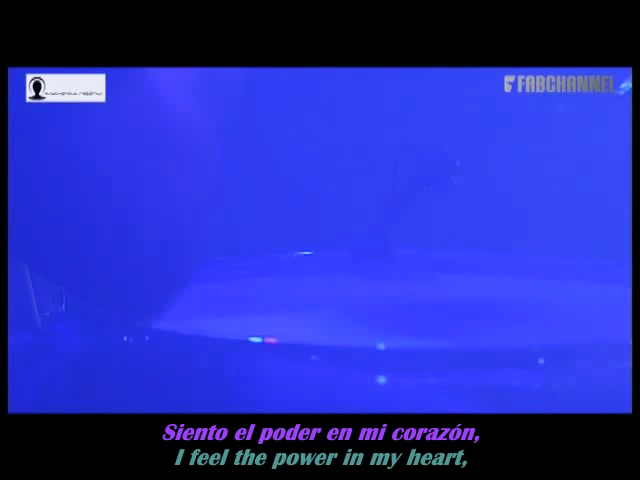 FABCHANNEL
Siento el poder en mi corazón,
I feel the power in my heart,